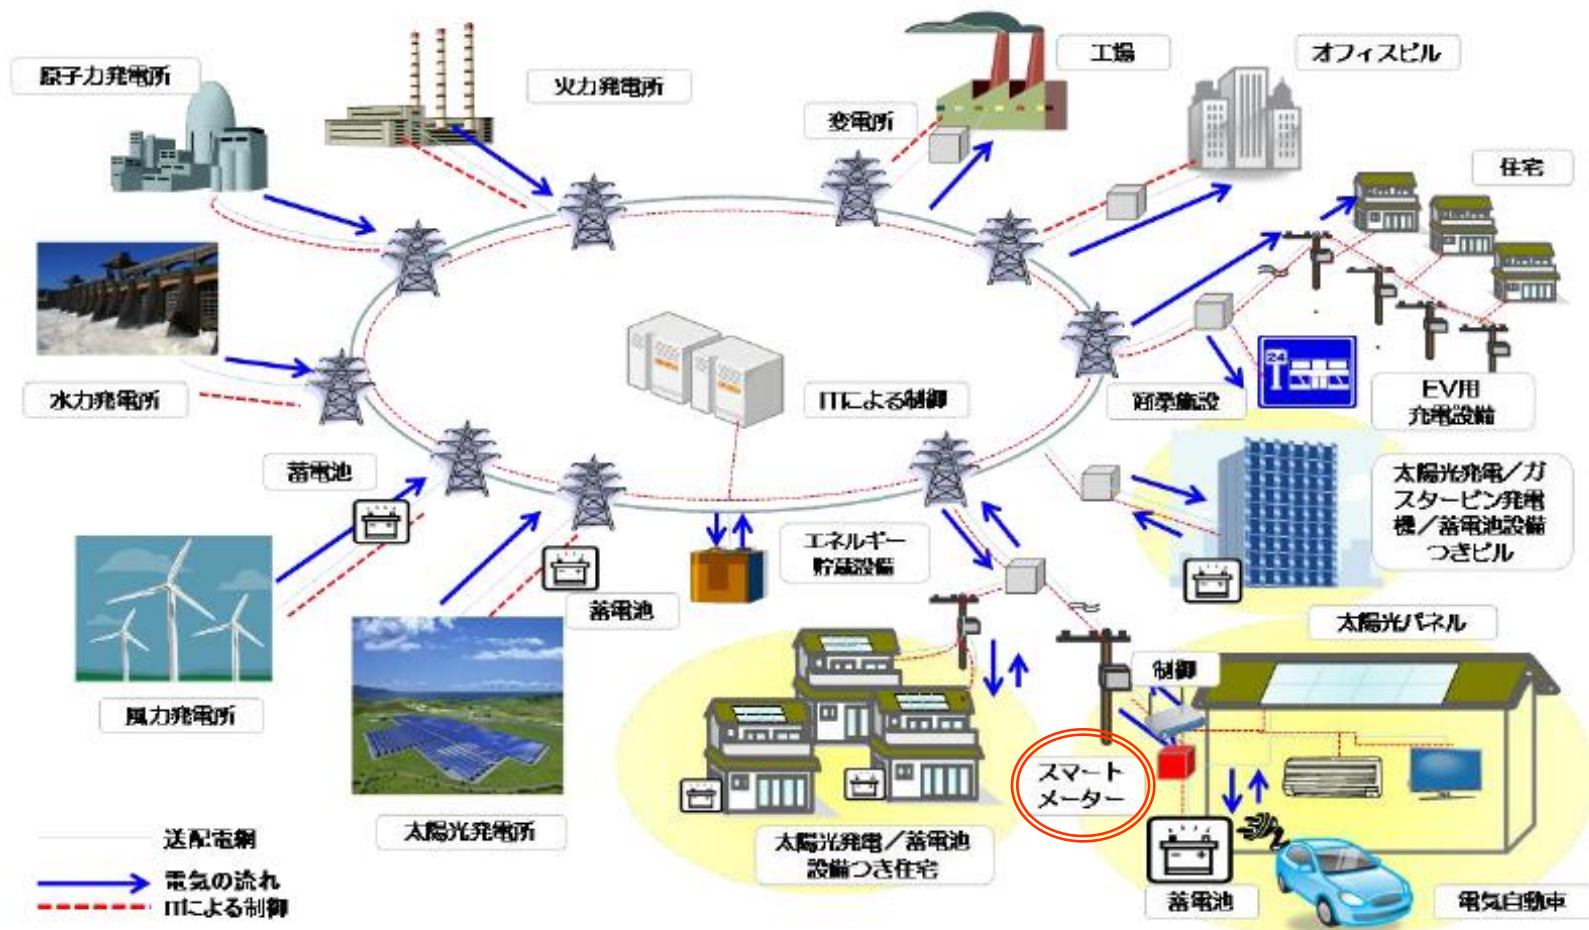 原子力発電所
火力発電所
工場
オフィスビル
変電所
住宅
水力発電所
ITによる制御
商業施設
24
EV用
充電設備
蓄電池
太陽光発電/ガ
スタービン発電
機/蓄電池設備
つきビル
エネルギー
貯蔵設備
蓄電池
太陽光パネル
制御
風力発電所
スマート
メーター
太陽光発電所
太陽光発電/蓄電池
設備つき住宅
蓄電池
電気自動車
送配電網
電気の流れ
ITによる制御